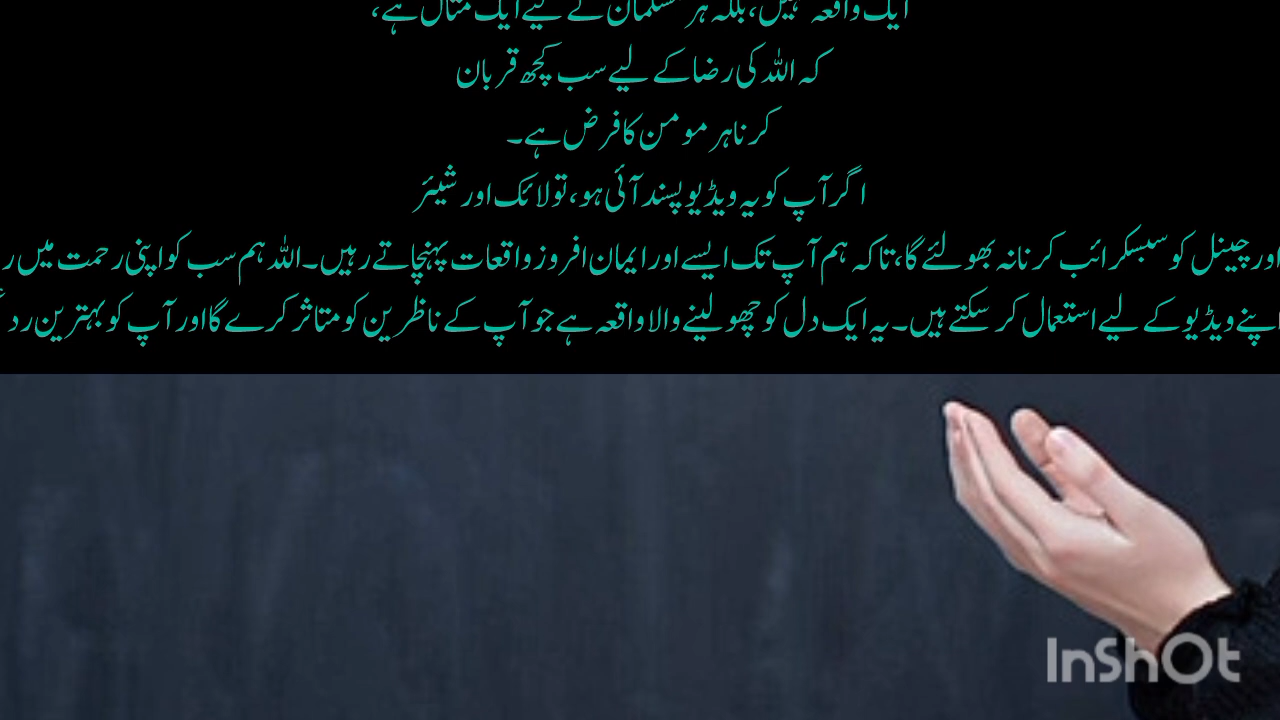 ایک واقعہ نہیں، بلکہ ہر مسلمان کے لیے ایک مثال ہے،
کہ اللہ کی رضا کے لیے سب کچھ قربان
کرنا ہر مومن کا فرض ہے۔
اگر آپ کو یہ ویڈیو پسند آئی ہو، تو لائک اور شیئر
اور چینل کو سبسکرائب کرنا نہ بھولئے گا، تاکہ ہم آپ تک ایسے اور ایمان افروز واقعات پہنچاتے رہیں۔ اللہ ہم سب کو اپنی رحمت میں
اپنے ویڈیو کے لیے استعمال کر سکتے ہیں۔ یہ ایک دل کو چھو لینے والا واقعہ ہے جو آپ کے ناظرین کو متاثر کرے گا اور آپ کو بہترین
InShOt